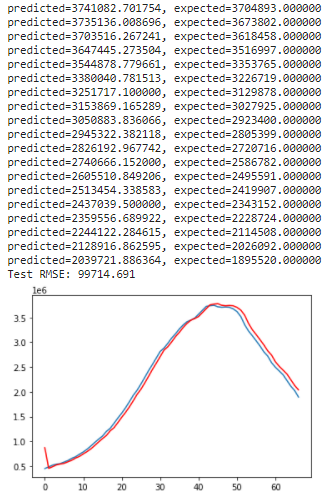 predicted=3741082.701754, expected=3704893.000000
predicted=3735136.008696, expected=3673802.000000
predicted=3703516.267241, expected=3618458.000000
predicted=3647445.273504, expected=3516997.000000
predicted=3544878.779661, expected=3353765.000000
predicted=3380040.781513, expected=3226719.000000
predicted=3251717.100000, expected=3129878.000000
predicted=3153869.165289, expected=3027925.000000
predicted=3050883.836066, expected=2923400.000000
predicted=2945322.382118, expected=2805399.000000
predicted=2826192.967742, expected=2720716.000000
predicted=2740666.152000, expected=2586782.000000
predicted=2605510.849206, expected=2495591.000000
predicted=2513454.338583, expected=2419907.000000
predicted=2437039.500000, expected=2343152.000000
predicted=2359556.689922, expected=2228724.000000
predicted=2244122.284615, expected=2114508.000000
predicted=2128916.862595, expected=2026092.000000
predicted=2039721.886364, expected=1895520.000000
Test RMSE: 99714.691
1e6
3.5
3.0
2.5
2.0
1.5
1.0
0.5
0 10 20 30 40 50 60